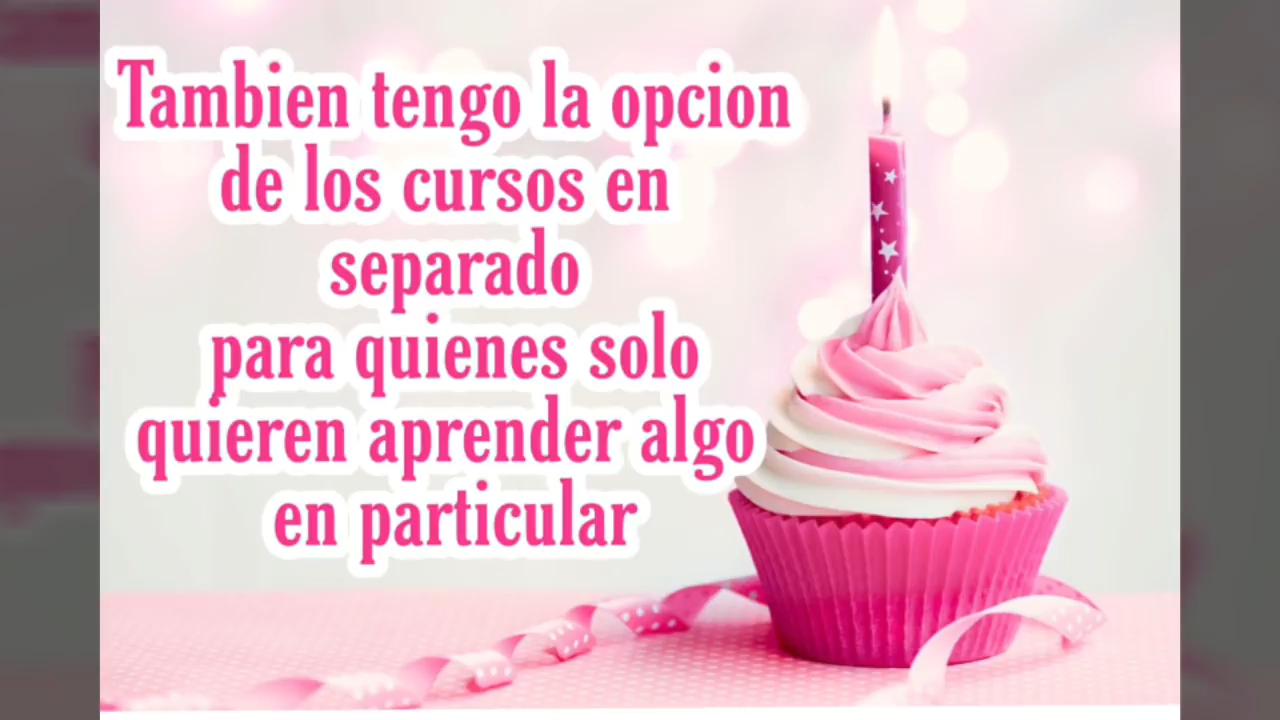 Tambien tengo la opcion
de los cursos en
separado
para quienes solo
quieren aprender algo
en particular